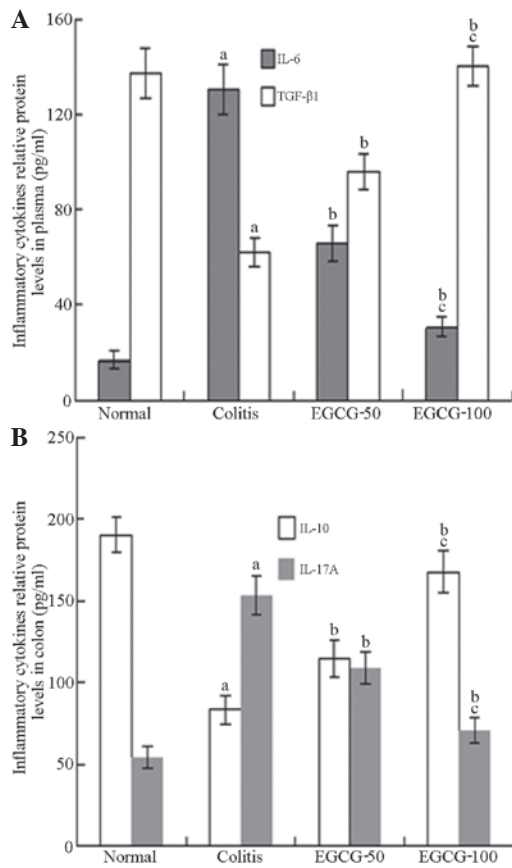 A
Inflammatory cytokines relative protein
levels in plasma (pg/ml)
160
120
80
40
0
IL-6
TGF-β1
a
a
b
b
b
c
b
c
Normal
Colitis
EGCG-50
EGCG-100
B
Inflammatory cytokines relative protein
levels in colon (pg/ml)
250
200
150
100
50
0
IL-10
IL-17A
a
a
b
b
b
c
b
c
Normal
Colitis
EGCG-50
EGCG-100